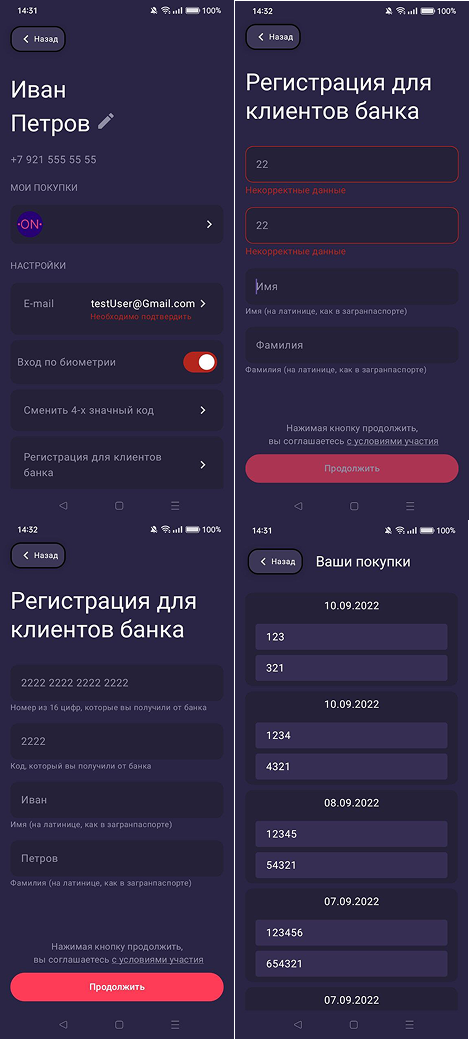 14:31
100%
Назад
Иван
Петров
+7 921 555 55 55
МОИ ПОКУПКИ
·ON·
НАСТРОЙКИ
E-mail
testUser@Gmail.com
Необходимо подтвердить
Вход по биометрии
Сменить 4-х значный код
Регистрация для клиентов
банка
14:32
100%
Назад
Регистрация для
клиентов банка
22
Некорректные данные
22
Некорректные данные
Имя
Имя (на латинице, как в загранпаспорте)
Фамилия
Фамилия (на латинице, как в загранпаспорте)
Нажимая кнопку продолжить,
вы соглашаетесь с условиями участия
Продолжить
14:32
100%
Назад
Регистрация для
клиентов банка
2222 2222 2222 2222
Номер из 16 цифр, которые вы получили от банка
2222
Код, который вы получили от банка
Иван
Имя (на латинице, как в загранпаспорте)
Петров
Фамилия (на латинице, как в загранпаспорте)
Нажимая кнопку продолжить,
вы соглашаетесь с условиями участия
Продолжить
14:31
100%
Назад
Ваши покупки
10.09.2022
123
321
10.09.2022
1234
4321
08.09.2022
12345
54321
07.09.2022
123456
654321
07.09.2022